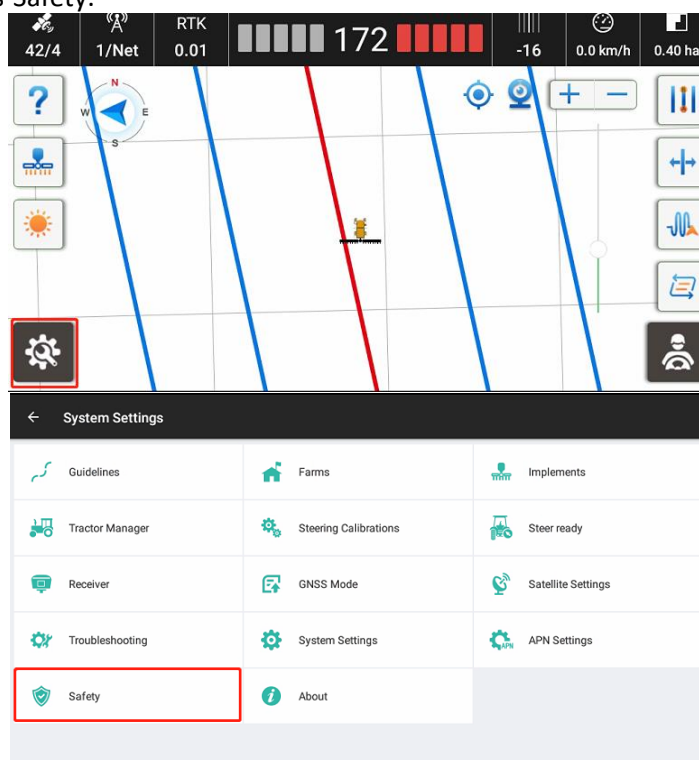 Safety.
RTK
42/4 1/Net 0.01 172 -16 0.0 km/h 0.40 ha
?
N
W E
S
+ −
← System Settings
Guidelines Farms Implements
Tractor Manager Steering Calibrations Steer ready
Receiver GNSS Mode Satellite Settings
Troubleshooting System Settings APN APN Settings
Safety i About